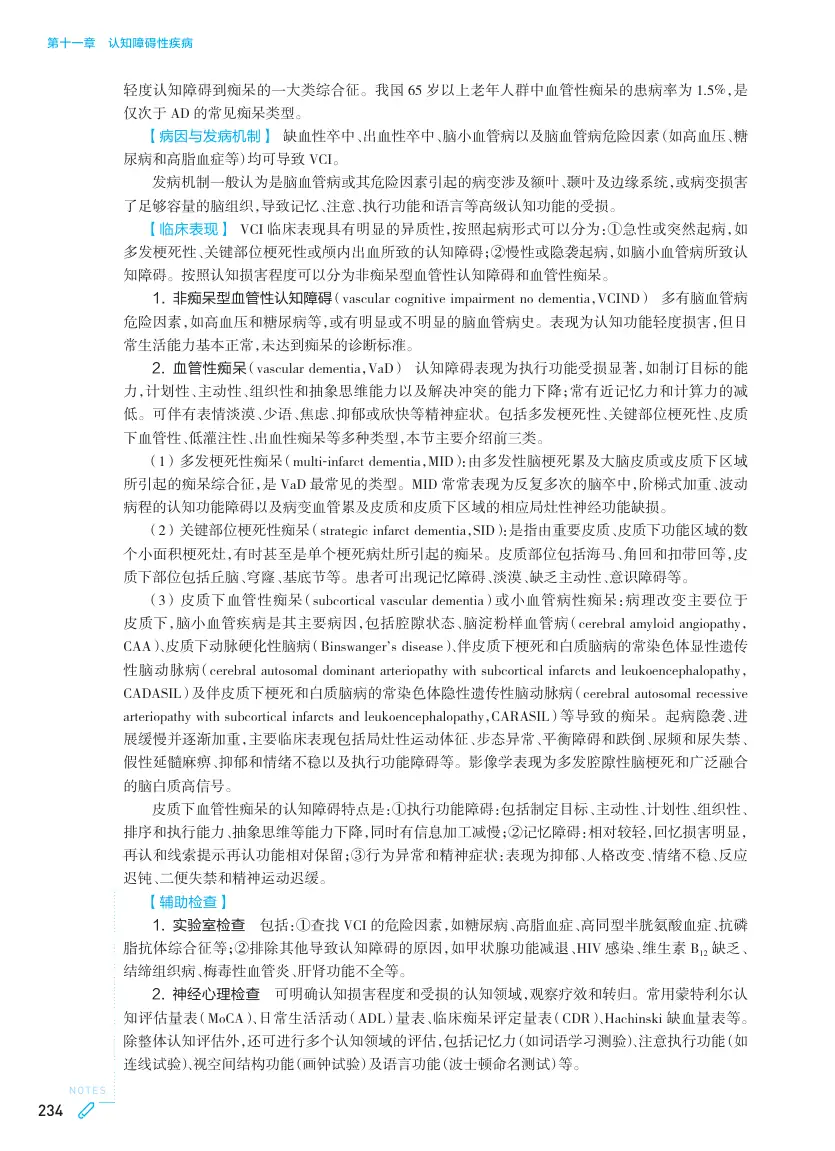 第十一章　认知障碍性疾病
轻度认知障碍到痴呆的一大类综合征。我国 65 岁以上老年人群中血管性痴呆的患病率为 1.5%,是
仅次于 AD 的常见痴呆类型。
【病因与发病机制】　缺血性卒中、出血性卒中、脑小血管病以及脑血管病危险因素(如高血压、糖
尿病和高脂血症等)均可导致 VCI。
发病机制一般认为是脑血管病或其危险因素引起的病变涉及额叶、颞叶及边缘系统,或病变损害
了足够容量的脑组织,导致记忆、注意、执行功能和语言等高级认知功能的受损。
【临床表现】　VCI 临床表现具有明显的异质性,按照起病形式可以分为:①急性或突然起病,如
多发梗死性、关键部位梗死性或颅内出血所致的认知障碍;②慢性或隐袭起病,如脑小血管病所致认
知障碍。按照认知损害程度可以分为非痴呆型血管性认知障碍和血管性痴呆。
1. 非痴呆型血管性认知障碍(vascular cognitive impairment no dementia,VCIND)　多有脑血管病
危险因素,如高血压和糖尿病等,或有明显或不明显的脑血管病史。表现为认知功能轻度损害,但日
常生活能力基本正常,未达到痴呆的诊断标准。
2. 血管性痴呆(vascular dementia,VaD)　认知障碍表现为执行功能受损显著,如制订目标的能
力,计划性、主动性、组织性和抽象思维能力以及解决冲突的能力下降;常有近记忆力和计算力的减
低。可伴有表情淡漠、少语、焦虑、抑郁或欣快等精神症状。包括多发梗死性、关键部位梗死性、皮质
下血管性、低灌注性、出血性痴呆等多种类型,本节主要介绍前三类。
(1)多发梗死性痴呆(multi-infarct dementia,MID):由多发性脑梗死累及大脑皮质或皮质下区域
所引起的痴呆综合征,是 VaD 最常见的类型。MID 常常表现为反复多次的脑卒中,阶梯式加重、波动
病程的认知功能障碍以及病变血管累及皮质和皮质下区域的相应局灶性神经功能缺损。
(2)关键部位梗死性痴呆(strategic infarct dementia,SID):是指由重要皮质、皮质下功能区域的数
个小面积梗死灶,有时甚至是单个梗死病灶所引起的痴呆。皮质部位包括海马、角回和扣带回等,皮
质下部位包括丘脑、穹窿、基底节等。患者可出现记忆障碍、淡漠、缺乏主动性、意识障碍等。
(3)皮质下血管性痴呆(subcortical vascular dementia)或小血管病性痴呆:病理改变主要位于
皮质下,脑小血管疾病是其主要病因,包括腔隙状态、脑淀粉样血管病(cerebral amyloid angiopathy,
CAA)、皮质下动脉硬化性脑病(Binswanger's disease)、伴皮质下梗死和白质脑病的常染色体显性遗传
性脑动脉病(cerebral autosomal dominant arteriopathy with subcortical infarcts and leukoencephalopathy,
CADASIL)及伴皮质下梗死和白质脑病的常染色体隐性遗传性脑动脉病(cerebral autosomal recessive
arteriopathy with subcortical infarcts and leukoencephalopathy,CARASIL)等导致的痴呆。起病隐袭、进
展缓慢并逐渐加重,主要临床表现包括局灶性运动体征、步态异常、平衡障碍和跌倒、尿频和尿失禁、
假性延髓麻痹、抑郁和情绪不稳以及执行功能障碍等。影像学表现为多发腔隙性脑梗死和广泛融合
的脑白质高信号。
皮质下血管性痴呆的认知障碍特点是:①执行功能障碍:包括制定目标、主动性、计划性、组织性、
排序和执行能力、抽象思维等能力下降,同时有信息加工减慢;②记忆障碍:相对较轻,回忆损害明显,
再认和线索提示再认功能相对保留;③行为异常和精神症状:表现为抑郁、人格改变、情绪不稳、反应
迟钝、二便失禁和精神运动迟缓。
【辅助检查】
1. 实验室检查　包括:①查找 VCI 的危险因素,如糖尿病、高脂血症、高同型半胱氨酸血症、抗磷
脂抗体综合征等;②排除其他导致认知障碍的原因,如甲状腺功能减退、HIV 感染、维生素 B12 缺乏、
结缔组织病、梅毒性血管炎、肝肾功能不全等。
2. 神经心理检查　可明确认知损害程度和受损的认知领域,观察疗效和转归。常用蒙特利尔认
知评估量表(MoCA)、日常生活活动(ADL)量表、临床痴呆评定量表(CDR)、Hachinski 缺血量表等。
除整体认知评估外,还可进行多个认知领域的评估,包括记忆力(如词语学习测验)、注意执行功能(如
连线试验)、视空间结构功能(画钟试验)及语言功能(波士顿命名测试)等。
NOTES
234